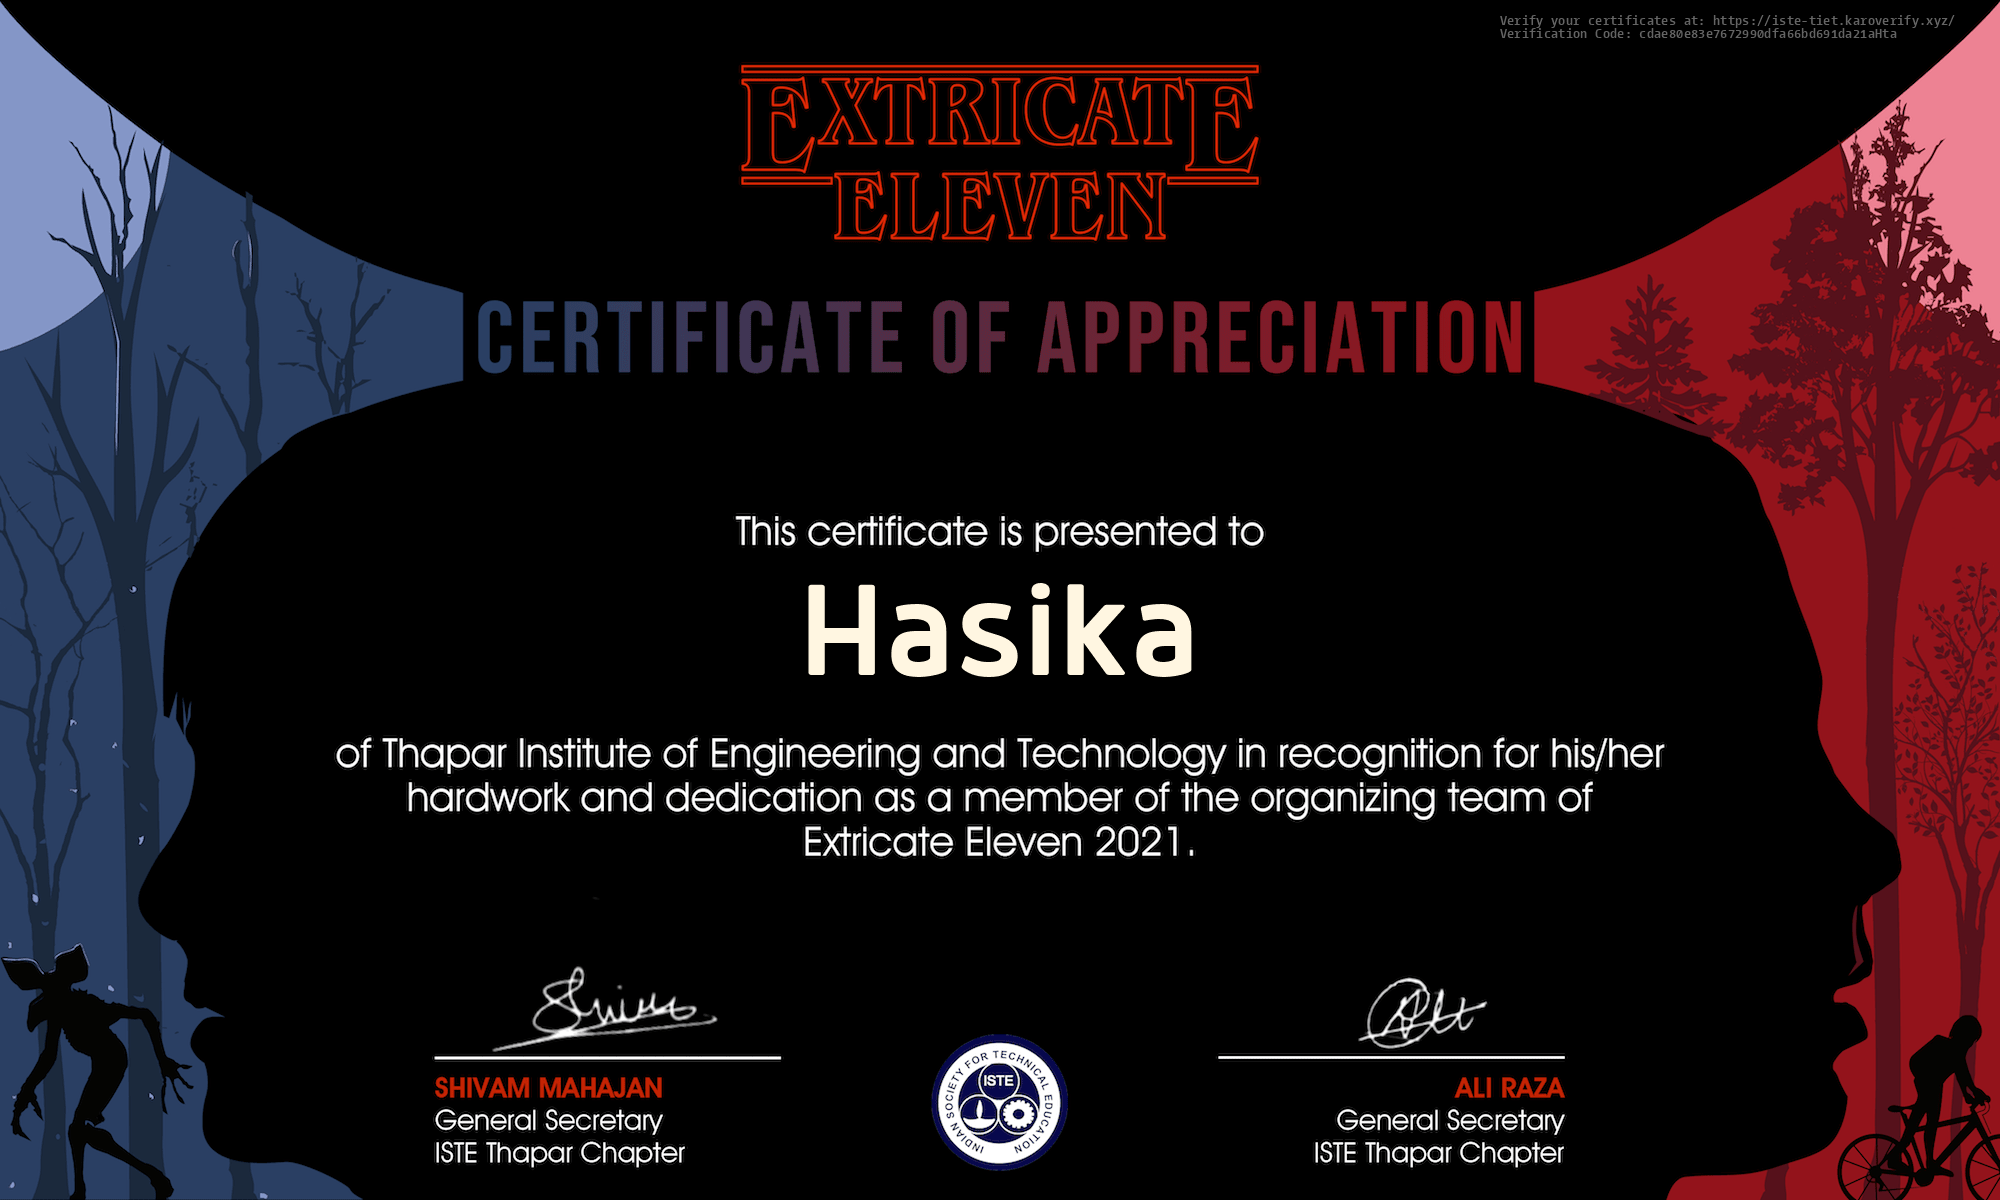 Verify your certificates at: https://iste-tiet.karoverify.xyz/
Verification Code: cdae80e83e7672990dfa66bd691da21aHta
EXTRICATE
ELEVEN
CERTIFICATE OF APPRECIATION
This certificate is presented to
Hasika
of Thapar Institute of Engineering and Technology in recognition for his/her
hardwork and dedication as a member of the organizing team of
Extricate Eleven 2021.
SHIVAM MAHAJAN
General Secretary
ISTE Thapar Chapter
INDIAN SOCIETY FOR TECHNICAL EDUCATION
ISTE
ALI RAZA
General Secretary
ISTE Thapar Chapter